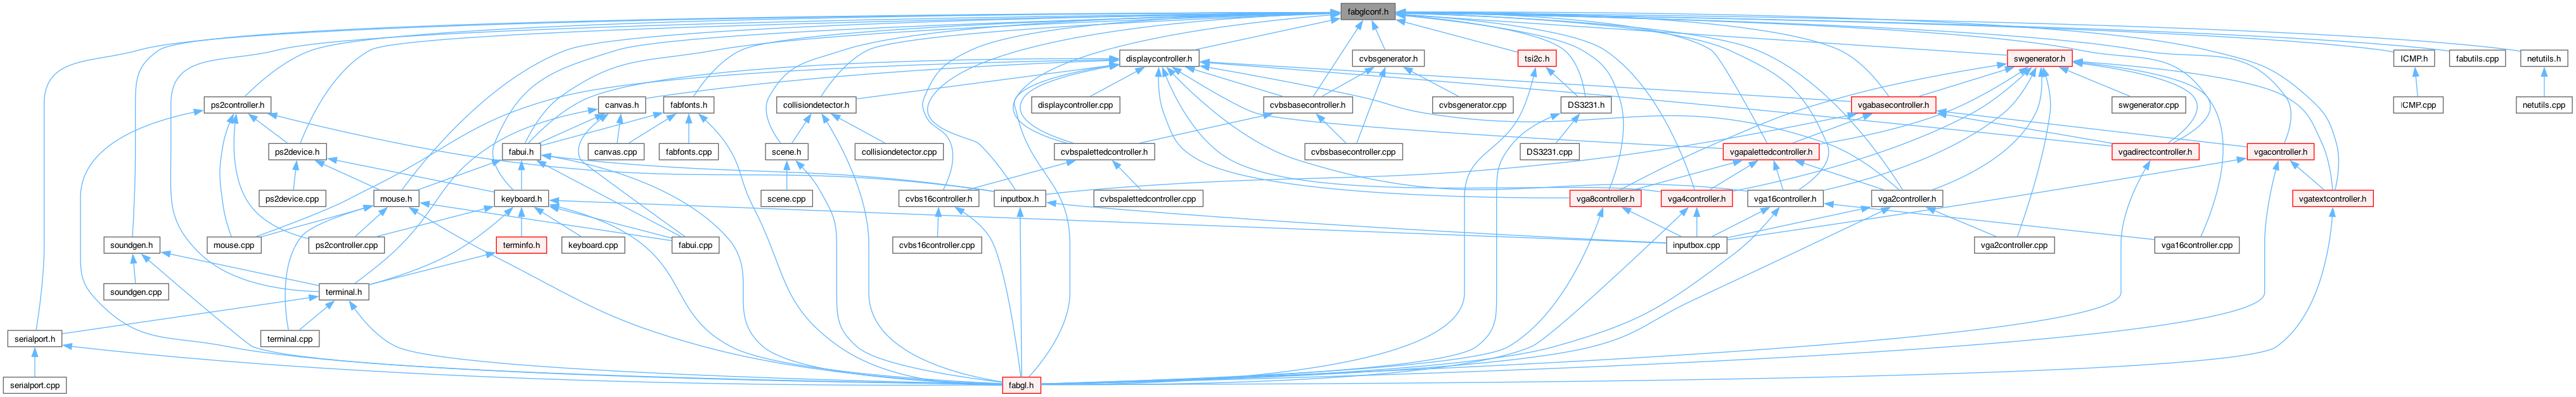 fabglconf.h
displaycontroller.h
cvbsgenerator.h
tsi2c.h
swgenerator.h
ICMP.h
fabutils.cpp
netutils.h
ps2controller.h
canvas.h
fabfonts.h
collisiondetector.h
displaycontroller.cpp
cvbsbasecontroller.h
cvbsgenerator.cpp
DS3231.h
vgabasecontroller.h
swgenerator.cpp
ICMP.cpp
netutils.cpp
ps2device.h
fabui.h
canvas.cpp
fabfonts.cpp
scene.h
collisiondetector.cpp
cvbspalettedcontroller.h
cvbsbasecontroller.cpp
DS3231.cpp
vgapalettedcontroller.h
vgadirectcontroller.h
vgacontroller.h
ps2device.cpp
mouse.h
keyboard.h
scene.cpp
cvbs16controller.h
inputbox.h
cvbspalettedcontroller.cpp
vga8controller.h
vga4controller.h
vga16controller.h
vga2controller.h
vgatextcontroller.h
soundgen.h
mouse.cpp
ps2controller.cpp
terminfo.h
keyboard.cpp
fabui.cpp
cvbs16controller.cpp
inputbox.cpp
vga2controller.cpp
vga16controller.cpp
soundgen.cpp
terminal.h
serialport.h
terminal.cpp
serialport.cpp
fabgl.h